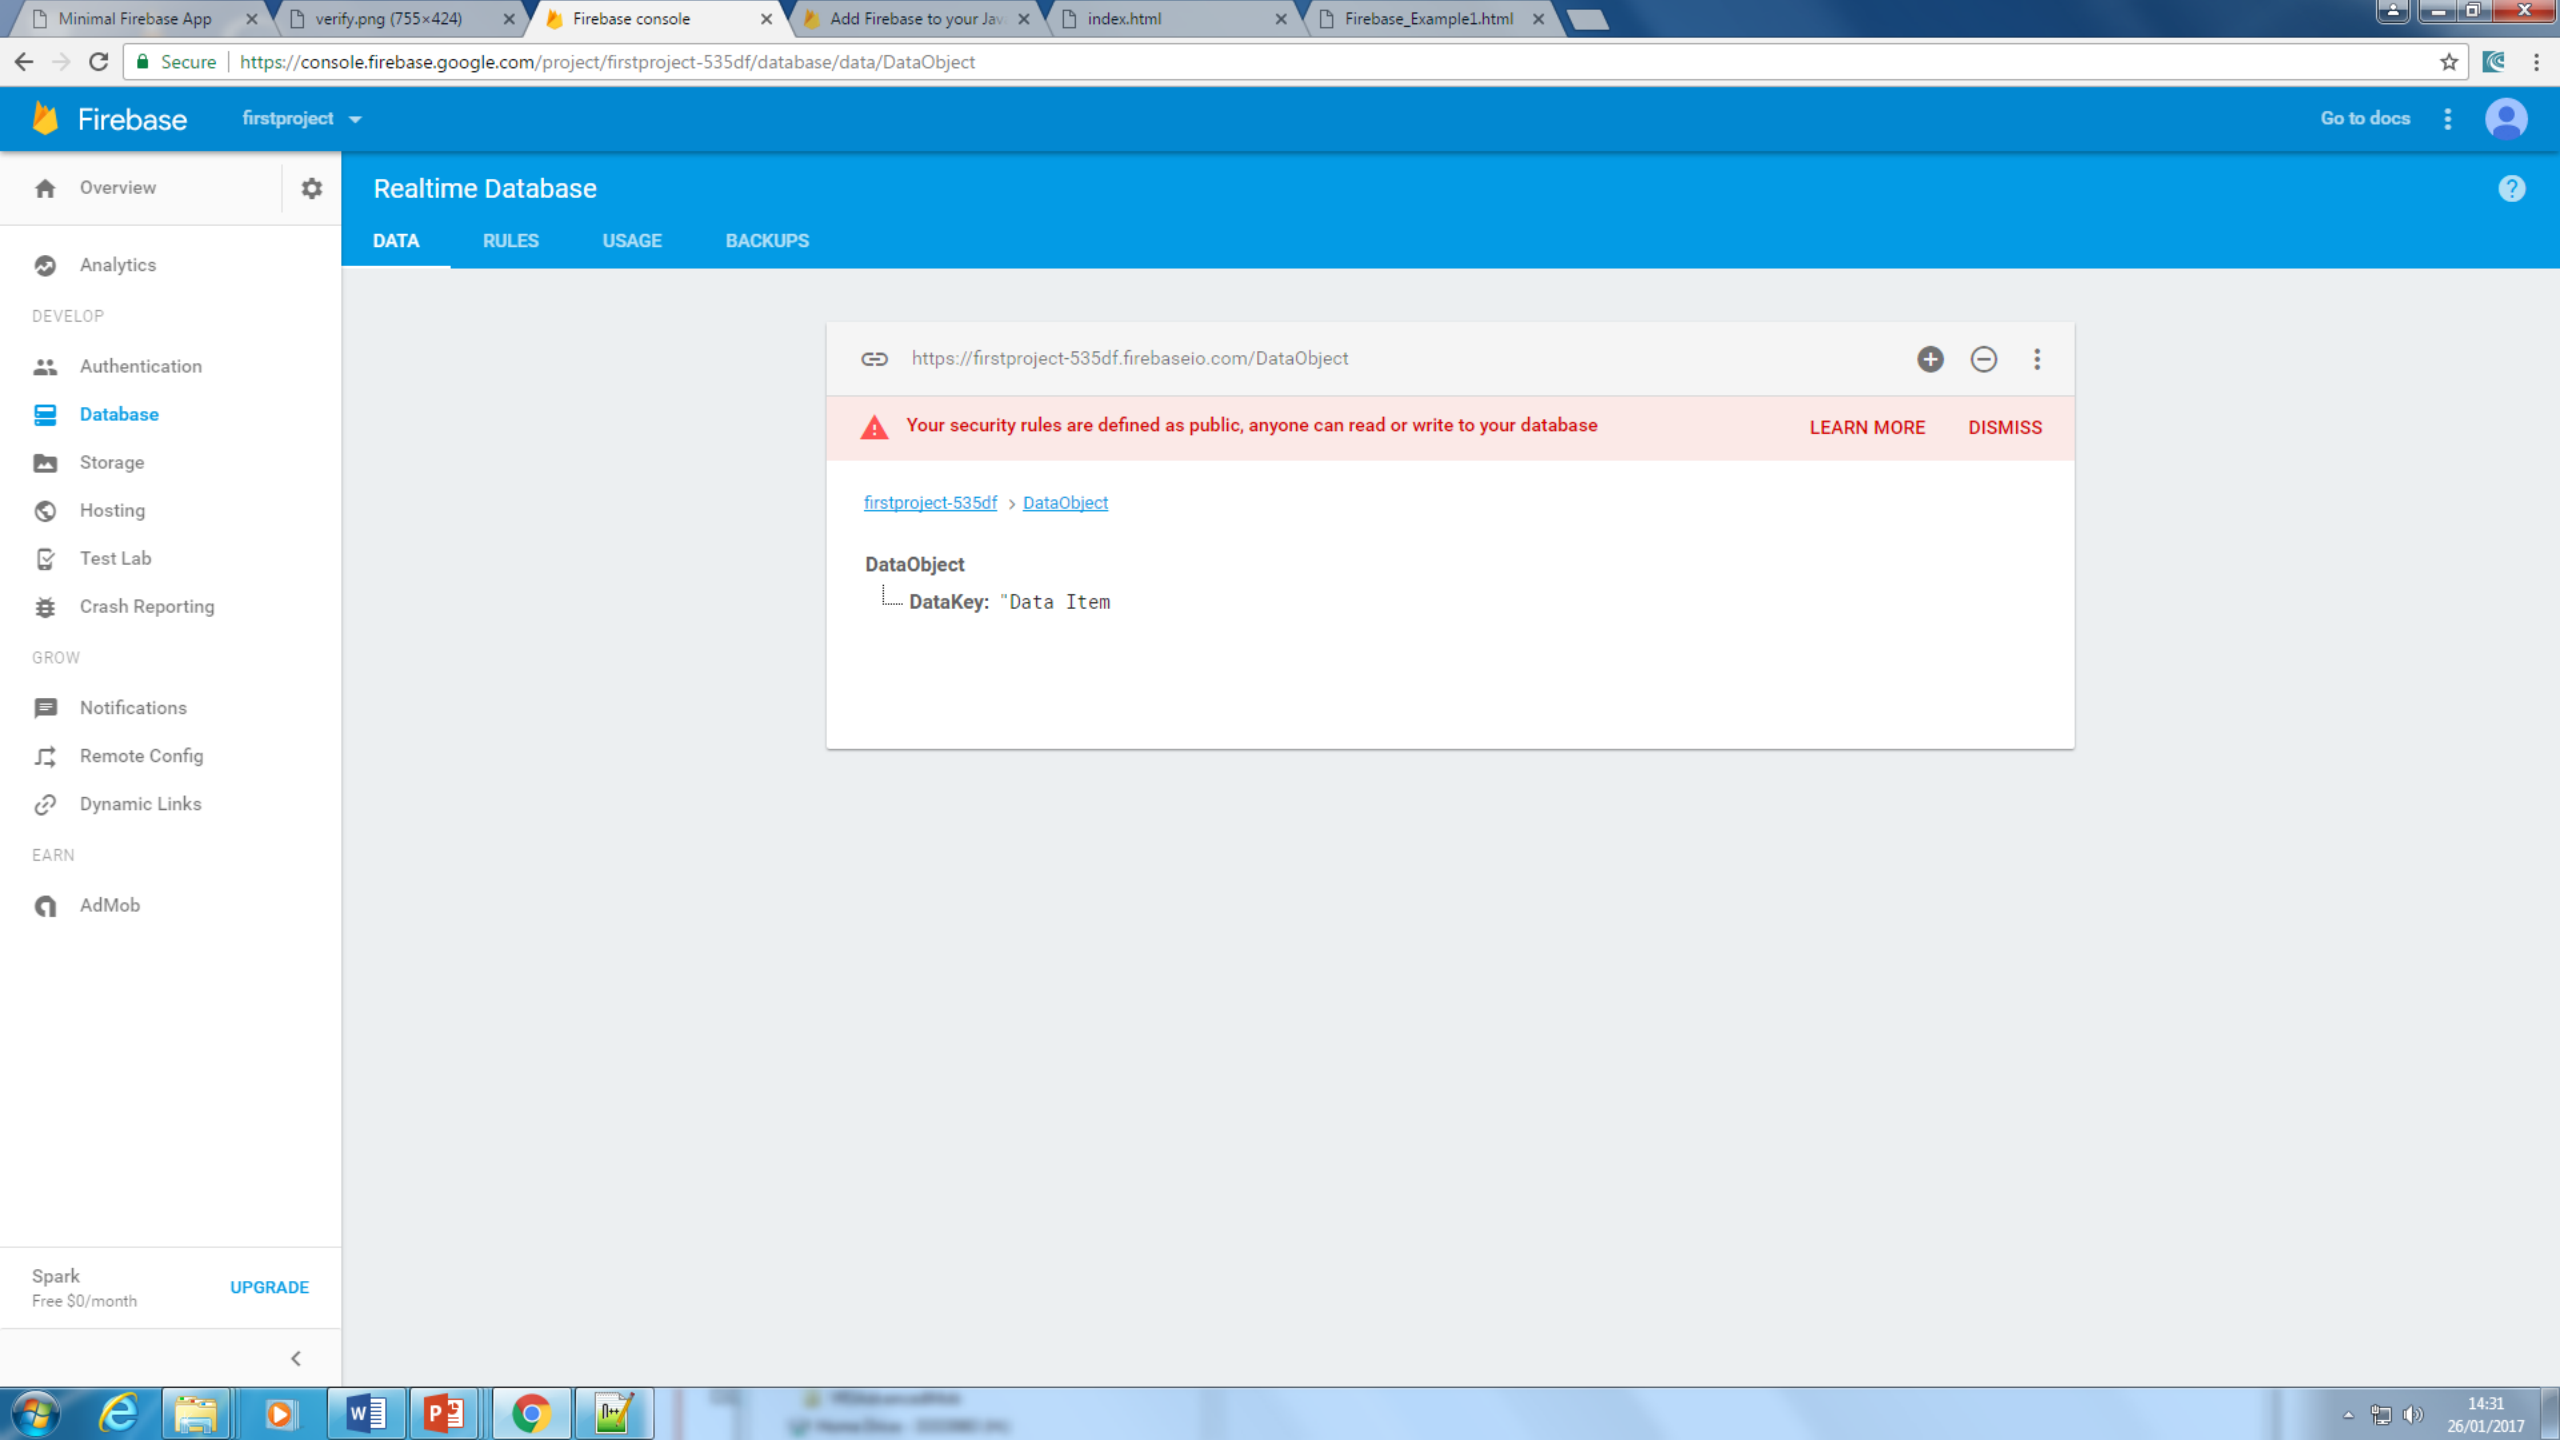 Minimal Firebase App
verify.png (755×424)
Firebase console
Add Firebase to your Jav
index.html
Firebase_Example1.html
Secure
https://console.firebase.google.com/project/firstproject-535df/database/data/DataObject
Firebase
firstproject
Go to docs
Overview
Realtime Database
DATA
RULES
USAGE
BACKUPS
Analytics
DEVELOP
Authentication
Database
Storage
Hosting
Test Lab
Crash Reporting
GROW
Notifications
Remote Config
Dynamic Links
EARN
AdMob
Spark
Free $0/month
UPGRADE
https://firstproject-535df.firebaseio.com/DataObject
Your security rules are defined as public, anyone can read or write to your database
LEARN MORE
DISMISS
firstproject-535df > DataObject
DataObject
DataKey: "Data Item
14:31
26/01/2017